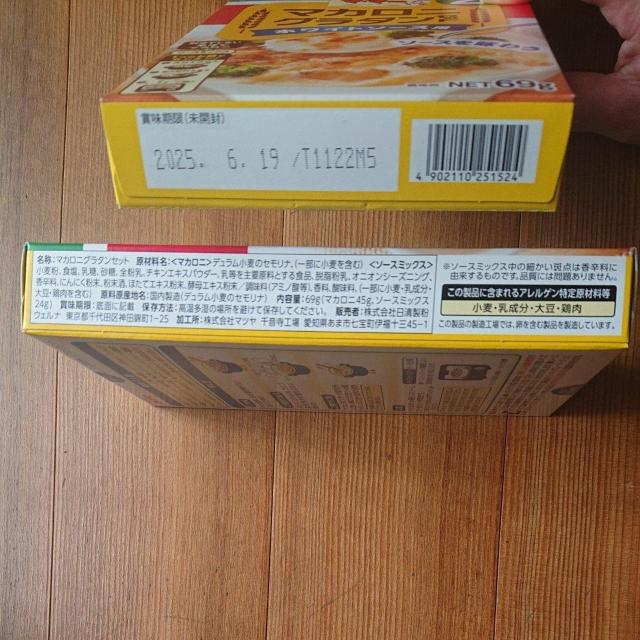 マカロニ
グラタン
ホワイトソース用
NET.69g
賞味期限(未開封)
2025. 6.19 /T1122M5
4 902110 251524
名称:マカロニグラタンセット 原材料名:<マカロニ>デュラム小麦のセモリナ、(一部に小麦を含む) <ソースミックス>
小麦粉、食塩、乳糖、砂糖、全粉乳、チキンエキスパウダー、乳等を主要原料とする食品、脱脂粉乳、オニオンシーズニング、
香辛料、にんにく粉末、粉末酒、ほたてエキス粉末、酵母エキス粉末/調味料(アミノ酸等)、香料、酸味料、(一部に小麦・乳成分・
大豆・鶏肉を含む) 原料原産地名:国内製造(デュラム小麦のセモリナ) 内容量:69g(マカロニ45g、ソースミックス
24g) 賞味期限:底面に記載 保存方法:高温多湿の場所を避けて保存してください。 販売者:株式会社日清製粉
ウェルナ 東京都千代田区神田錦町1-25 加工所:株式会社マツヤ 千音寺工場 愛知県あま市七宝町伊福十三45-1
※ソースミックス中の細かい斑点は香辛料に
由来するものです。品質には問題ありません。
この製品に含まれるアレルゲン特定原材料等
小麦・乳成分・大豆・鶏肉
この製品の製造工場では、卵を含む製品を製造しています。